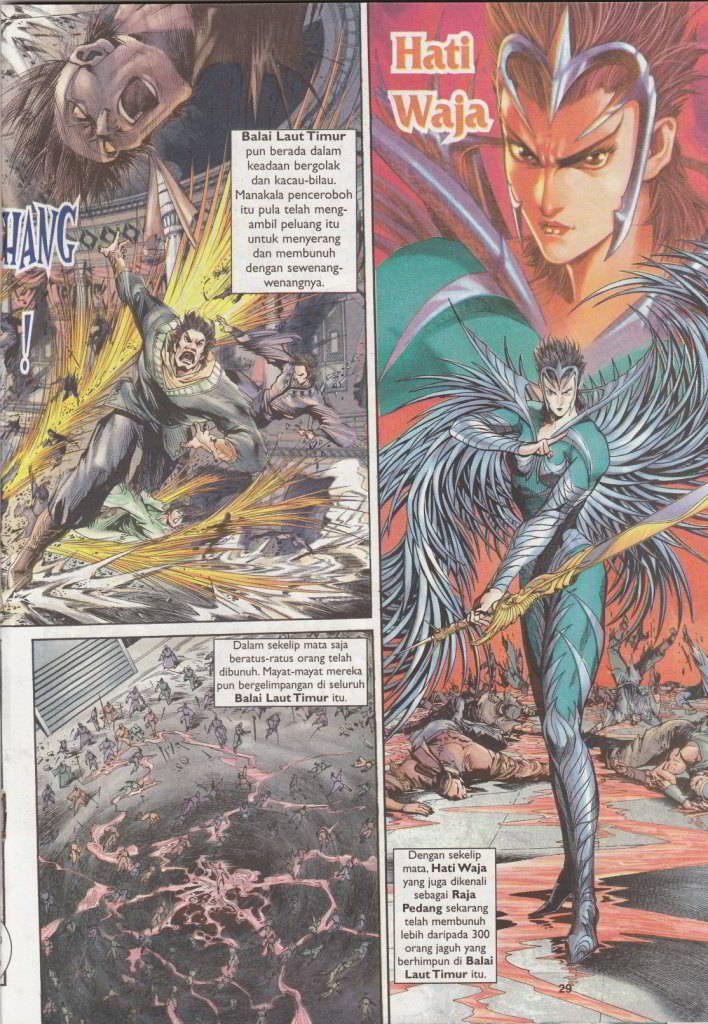 Balai Laut Timur
pun berada dalam
keadaan bergolak
dan kacau-bilau.
Manakala penceroboh
itu pula telah meng-
ambil peluang itu
untuk menyerang
dan membunuh
dengan sewenang-
wenangnya.
HANG
!
Dalam sekelip mata saja
beratus-ratus orang telah
dibunuh. Mayat-mayat mereka
pun bergelimpangan di seluruh
Balai Laut Timur itu.
Hati
Waja
Dengan sekelip
mata, Hati Waja
yang juga dikenali
sebagai Raja
Pedang sekarang
telah membunuh
lebih daripada 300
orang jaguh yang
berhimpun di Balai
Laut Timur itu.
29